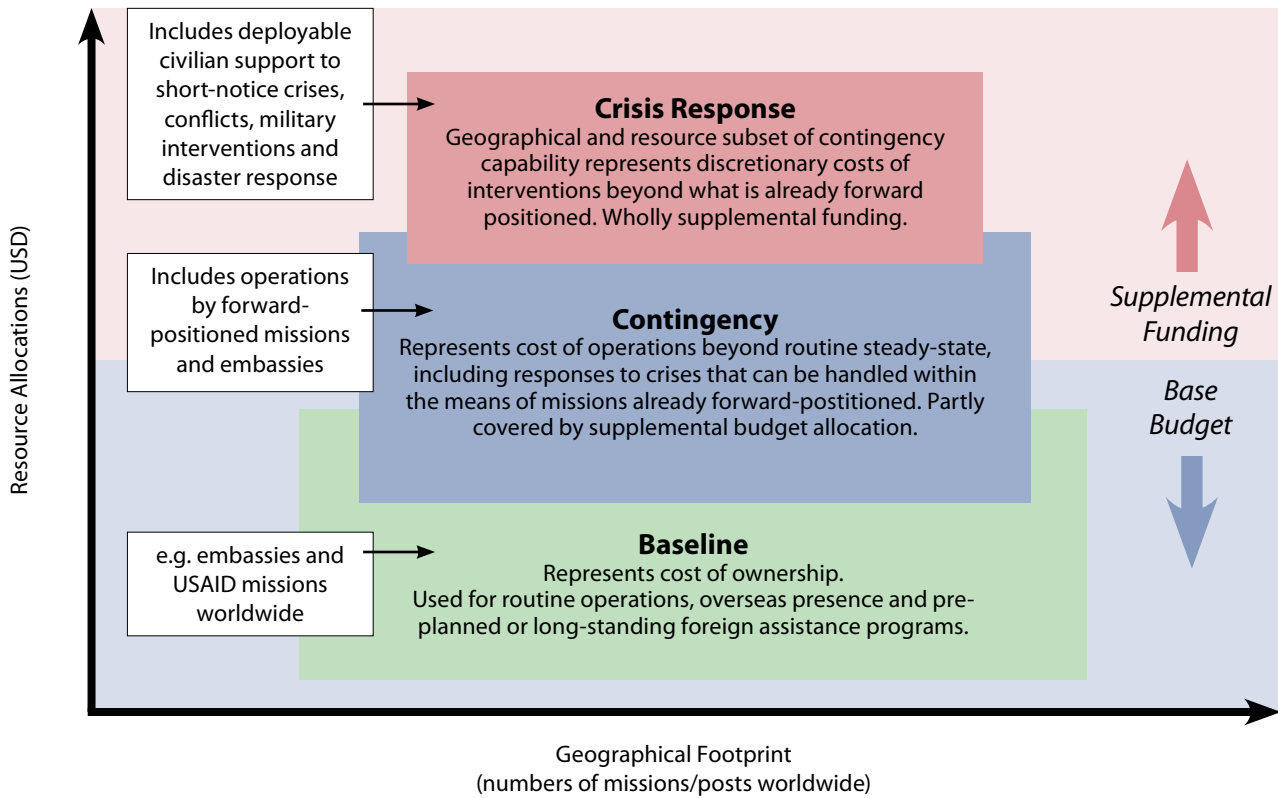 Includes deployable
civilian support to
short-notice crises,
conflicts, military
interventions and
disaster response
Crisis Response
Geographical and resource subset of contingency
capability represents discretionary costs of
interventions beyond what is already forward
positioned. Wholly supplemental funding.
Resource Allocations (USD)
Includes operations
by forward-
positioned missions
and embassies
Contingency
Represents cost of operations beyond routine steady-state,
including responses to crises that can be handled within
the means of missions already forward-postitioned. Partly
covered by supplemental budget allocation.
Supplemental
Funding
Base
Budget
e.g. embassies and
USAID missions
worldwide
Baseline
Represents cost of ownership.
Used for routine operations, overseas presence and pre-
planned or long-standing foreign assistance programs.
Geographical Footprint
(numbers of missions/posts worldwide)